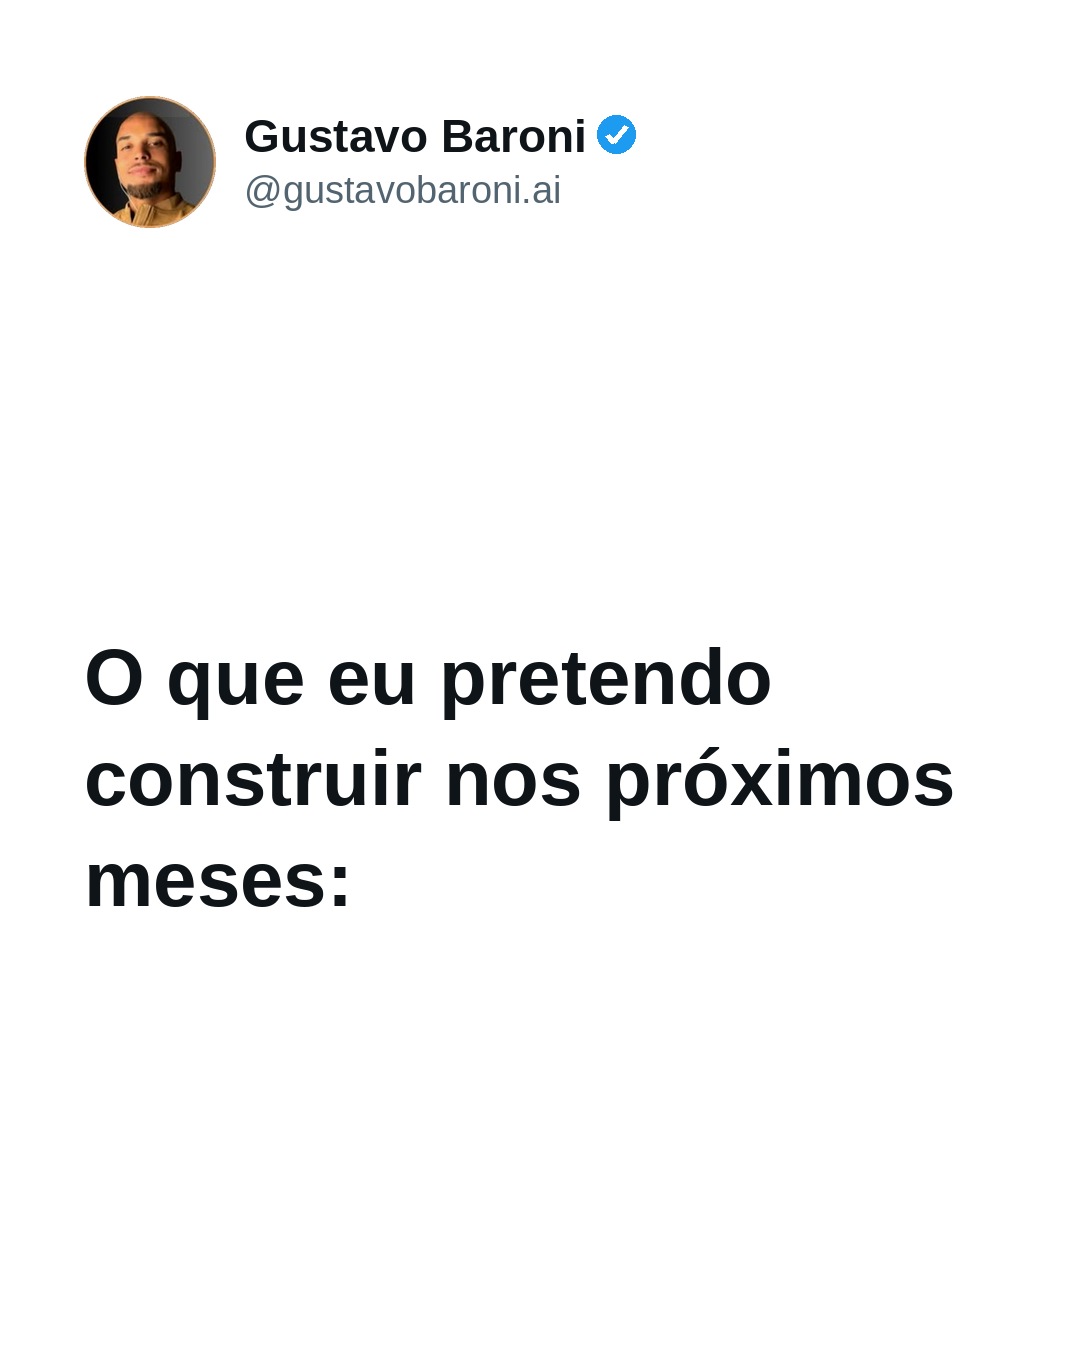 Gustavo Baroni
@gustavobaroni.ai
O que eu pretendo
construir nos próximos
meses: